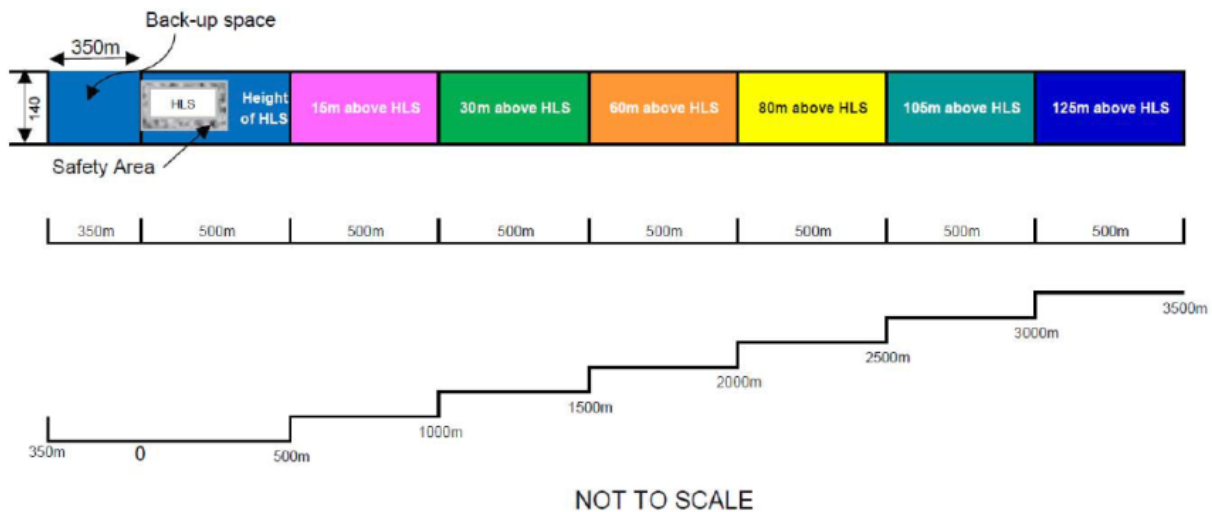 Back-up space
350m
140
HLS
Height
of HLS
15m above HLS
30m above HLS
60m above HLS
80m above HLS
105m above HLS
125m above HLS
Safety Area
350m
500m
500m
500m
500m
500m
500m
500m
3500m
3000m
2500m
2000m
1500m
1000m
350m
0
500m
NOT TO SCALE